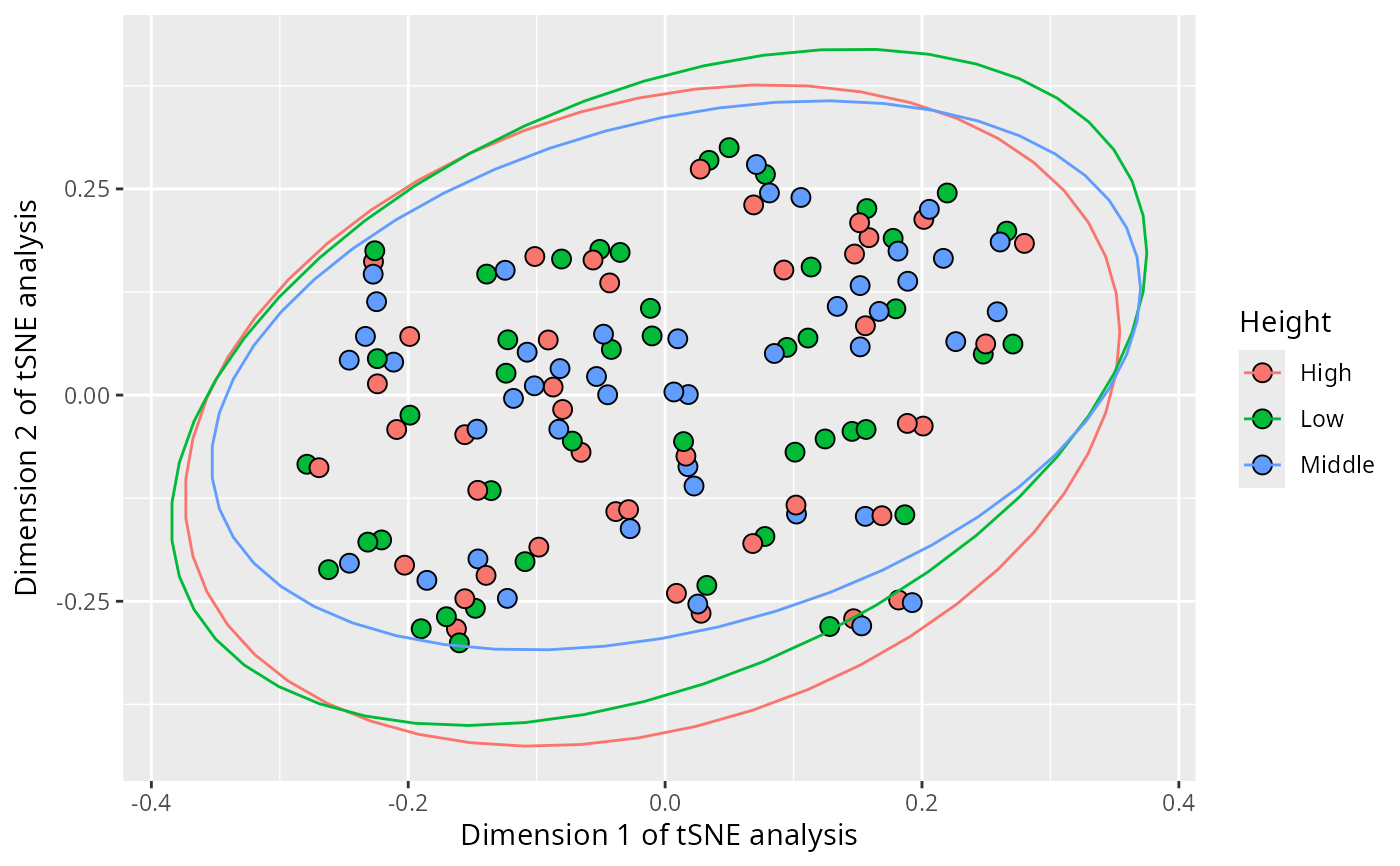 0.25
0.00
-0.25
Dimension 2 of tSNE analysis
-0.4
-0.2
0.0
0.2
0.4
Dimension 1 of tSNE analysis
Height
High
Low
Middle